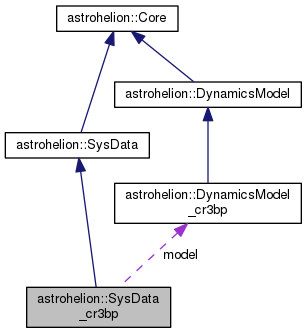 astrohelion::Core
astrohelion::DynamicsModel
astrohelion::SysData
astrohelion::DynamicsModel
_cr3bp
model
astrohelion::SysData
_cr3bp